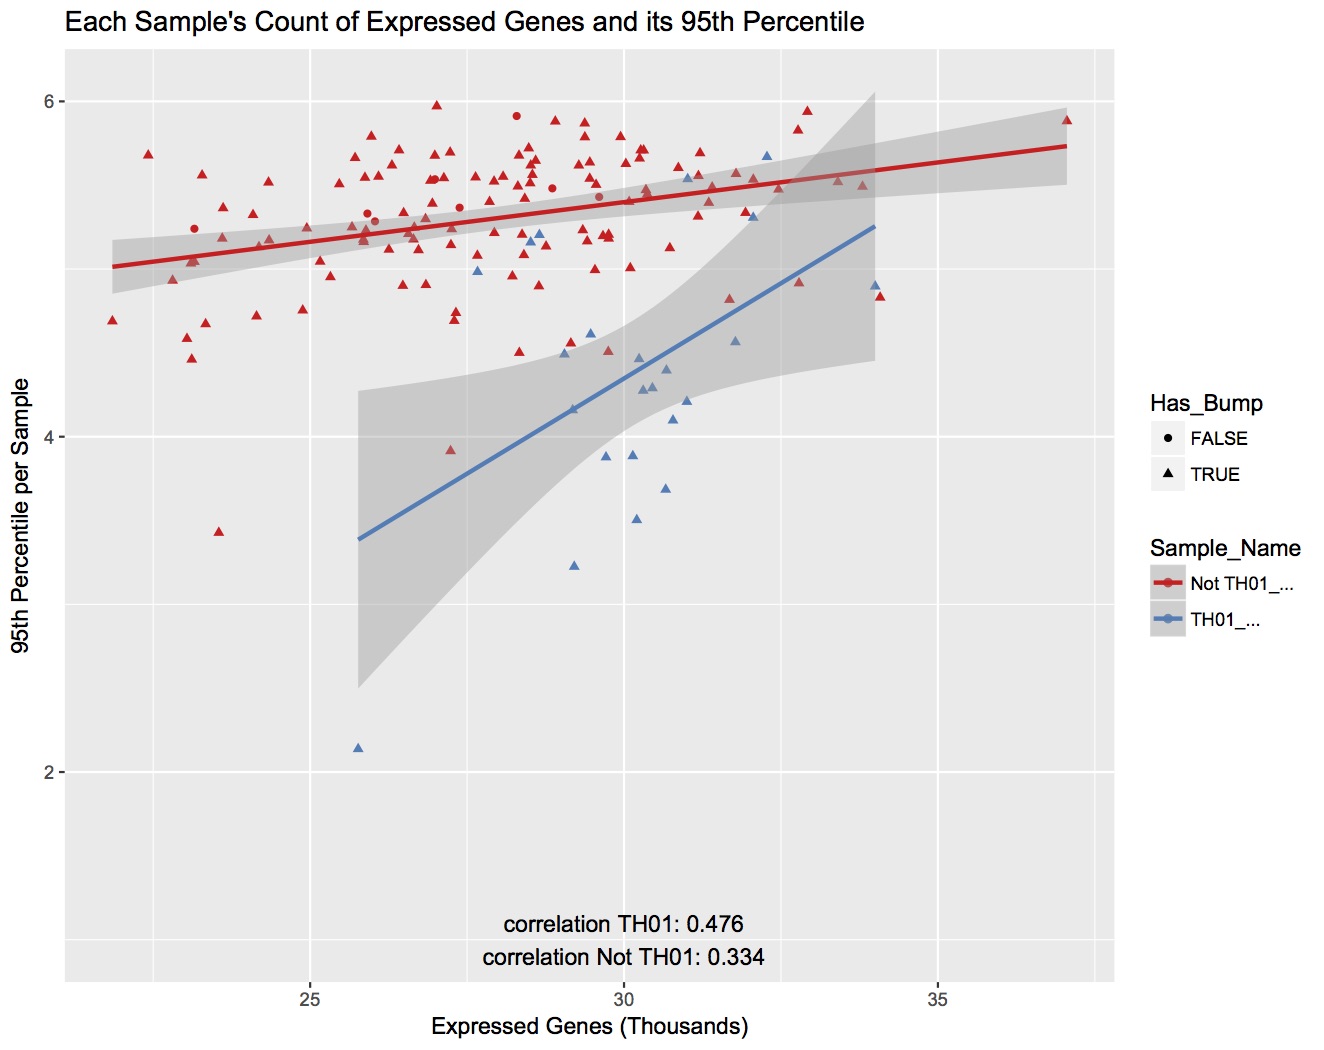 Each Sample's Count of Expressed Genes and its 95th Percentile
6
4
2
95th Percentile per Sample
correlation TH01: 0.476
correlation Not TH01: 0.334
25
30
35
Expressed Genes (Thousands)
Has_Bump
FALSE
TRUE
Sample_Name
Not TH01_...
TH01_...